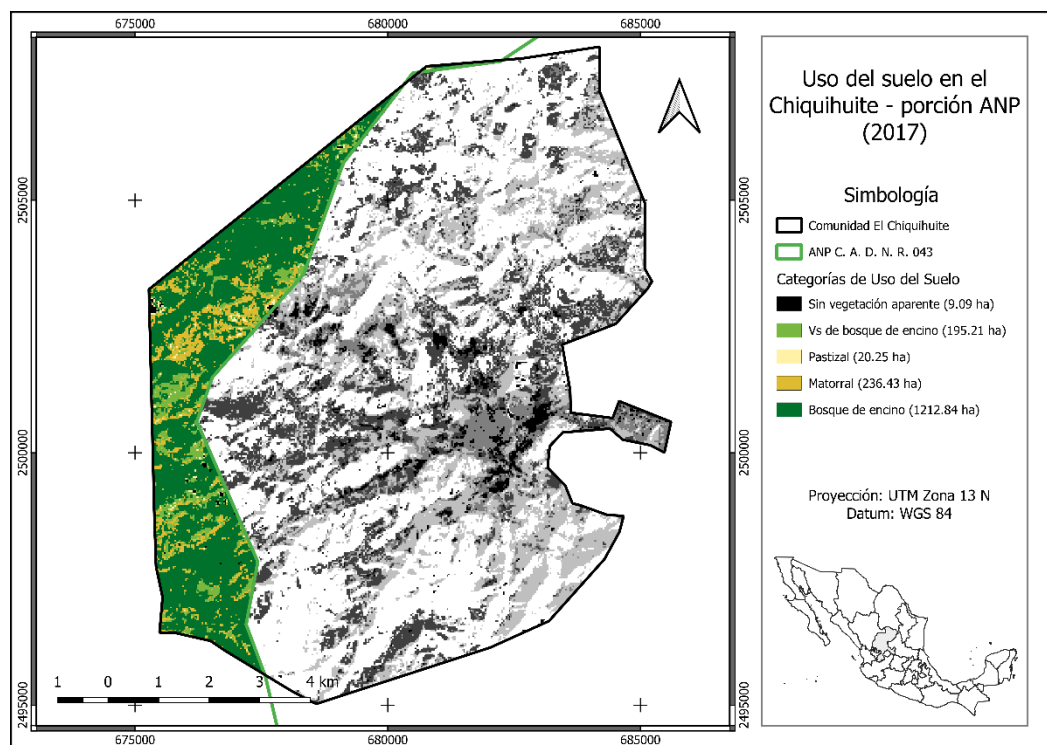 675000
680000
685000
2505000
2500000
2495000
2505000
2500000
2495000
1
0
1
2
3
4 km
675000
680000
685000
Uso del suelo en el
Chiquihuite - porción ANP
(2017)
Simbología
Comunidad El Chiquihuite
ANP C. A. D. N. R. 043
Categorías de Uso del Suelo
Sin vegetación aparente (9.09 ha)
Vs de bosque de encino (195.21 ha)
Pastizal (20.25 ha)
Matorral (236.43 ha)
Bosque de encino (1212.84 ha)
Proyección: UTM Zona 13 N
Datum: WGS 84